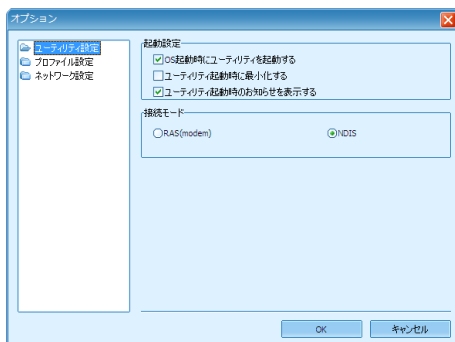 オプション
ユーティリティ設定
プロファイル設定
ネットワーク設定
起動設定
OS起動時にユーティリティを起動する
ユーティリティ起動時に最小化する
ユーティリティ起動時のお知らせを表示する
接続モード
RAS(modem)
NDIS
OK
キャンセル